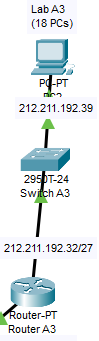 Lab A3
(18 PCs)
PC-PT
212.211.192.39
2950T-24
Switch A3
212.211.192.32/27
Router-PT
Router A3